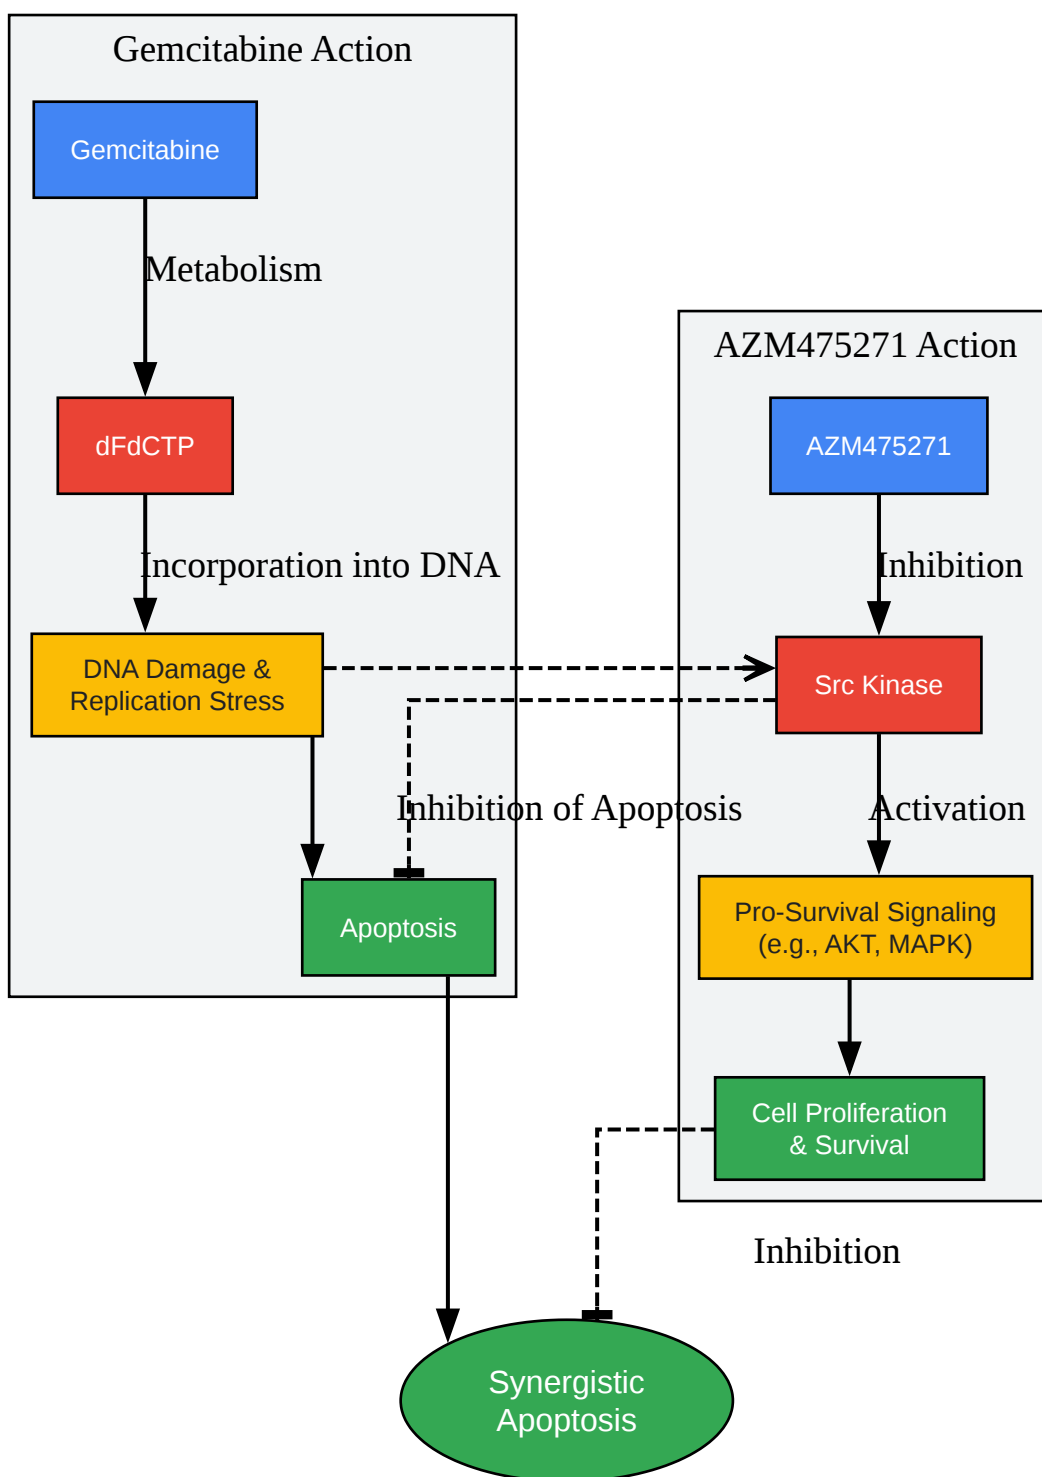 Gemcitabine Action
Gemcitabine
Metabolism
dFdCTP
Incorporation into DNA
DNA Damage &
Replication Stress
Inhibition of Apoptosis
Apoptosis
AZM475271 Action
AZM475271
Inhibition
Src Kinase
Activation
Pro-Survival Signaling
(e.g., AKT, MAPK)
Cell Proliferation
& Survival
Inhibition
Synergistic
Apoptosis